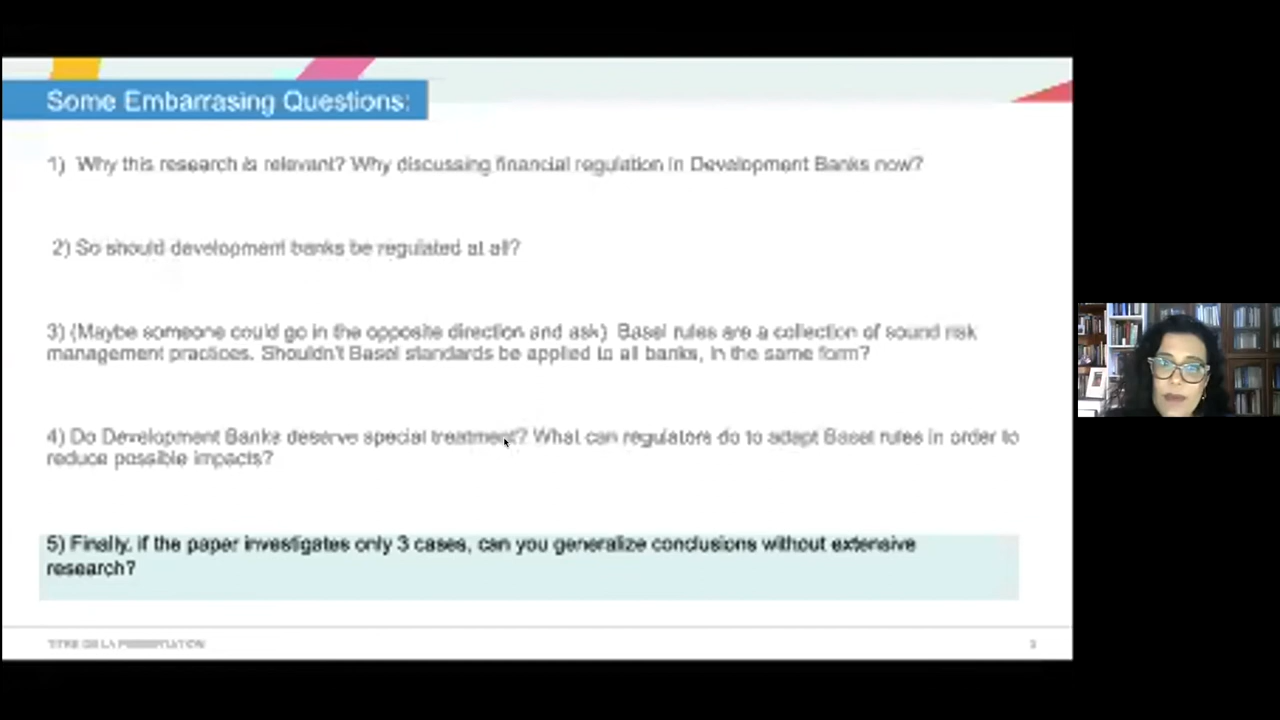 Some Embarrasing Questions:
1) Why this research is relevant? Why discussing financial regulation in Development Banks now?
2) So should development banks be regulated at all?
3) (Maybe someone could go in the opposite direction and ask) Basel rules are a collection of sound risk
management practices. Shouldn't Basel standards be applied to all banks, in the same form?
4) Do Development Banks deserve special treatment? What can regulators do to adapt Basel rules in order to
reduce possible impacts?
5) Finally, if the paper investigates only 3 cases, can you generalize conclusions without extensive
research?
TITRE DE LA PRESENTATION